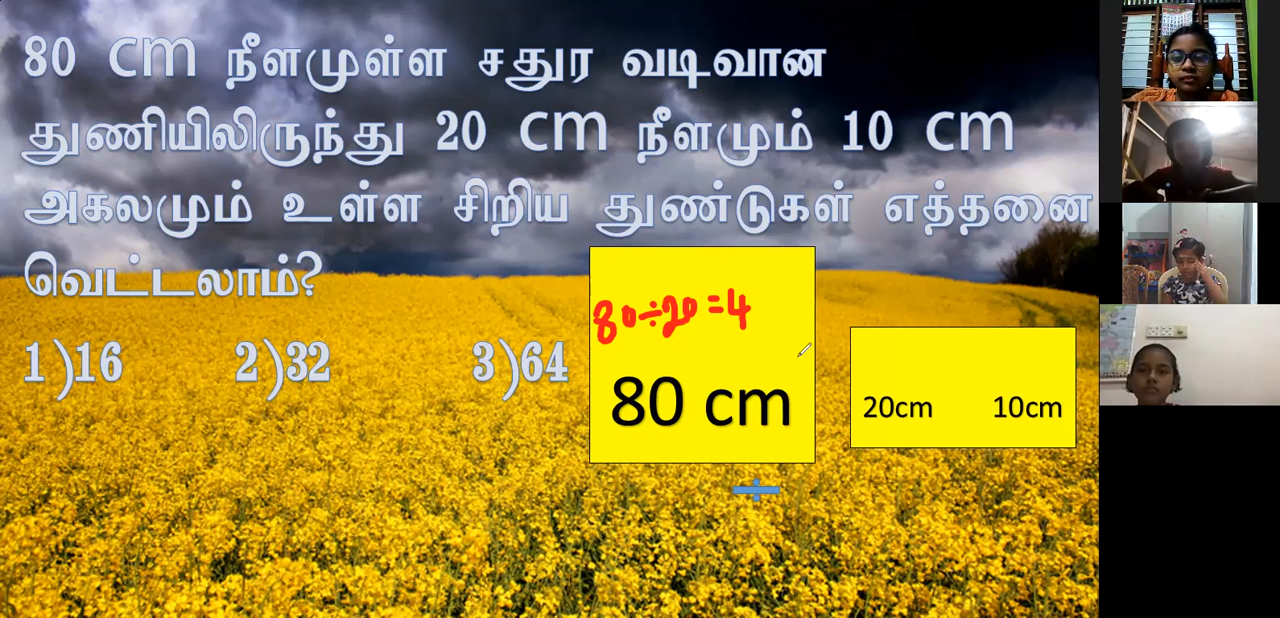 80 cm நீளமுள்ள சதுர வடிவான
துணியிலிருந்து 20 cm நீளமும் 10 cm
அகலமும் உள்ள சிறிய துண்டுகள் எத்தனை
வெட்டலாம்?
1)16 2)32 3)64
80÷20=4
80 cm
20cm 10cm